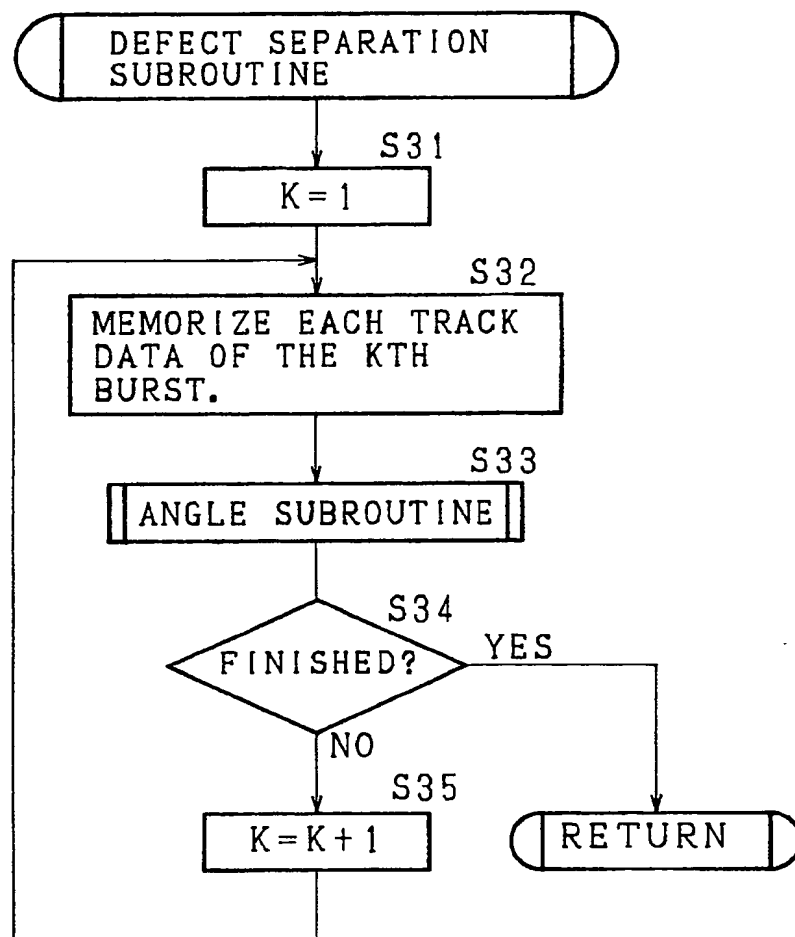 DEFECT SEPARATION
SUBROUTINE
S31
K=1
S32
MEMORIZE EACH TRACK
DATA OF THE KTH
BURST.
S33
ANGLE SUBROUTINE
S34
FINISHED?
YES
NO
S35
K=K+1
RETURN